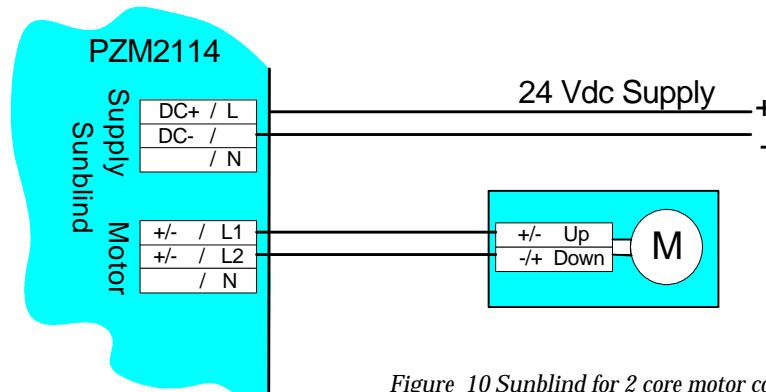 PZM2114
24 Vdc Supply
+
-
Supply
Sunblind
DC+ / L
DC- /
/ N
Motor
+/- / L1
+/- / L2
/ N
+/- Up
-/+ Down
M
Figure 10 Sunblind for 2 core motor